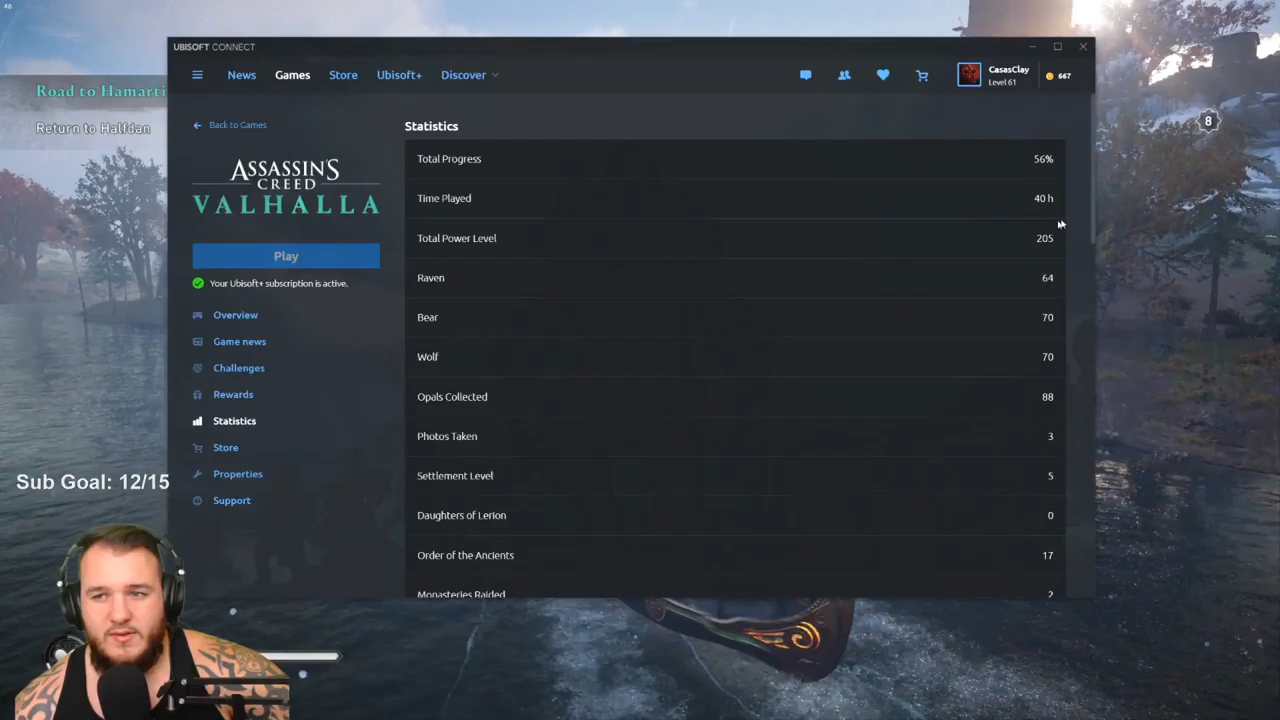 48
UBISOFT CONNECT
News Games Store Ubisoft+ Discover
CasasClay
Level 61
667
Road to Hamarti
Return to Halfdan
8
Back to Games
ASSASSIN'S
CREED
VALHALLA
Play
Your Ubisoft+ subscription is active.
Overview
Game news
Challenges
Rewards
Statistics
Store
Properties
Support
Sub Goal: 12/15
Statistics
Total Progress 56%
Time Played 40 h
Total Power Level 205
Raven 64
Bear 70
Wolf 70
Opals Collected 88
Photos Taken 3
Settlement Level 5
Daughters of Lerion 0
Order of the Ancients 17
Monasteries Raided 2